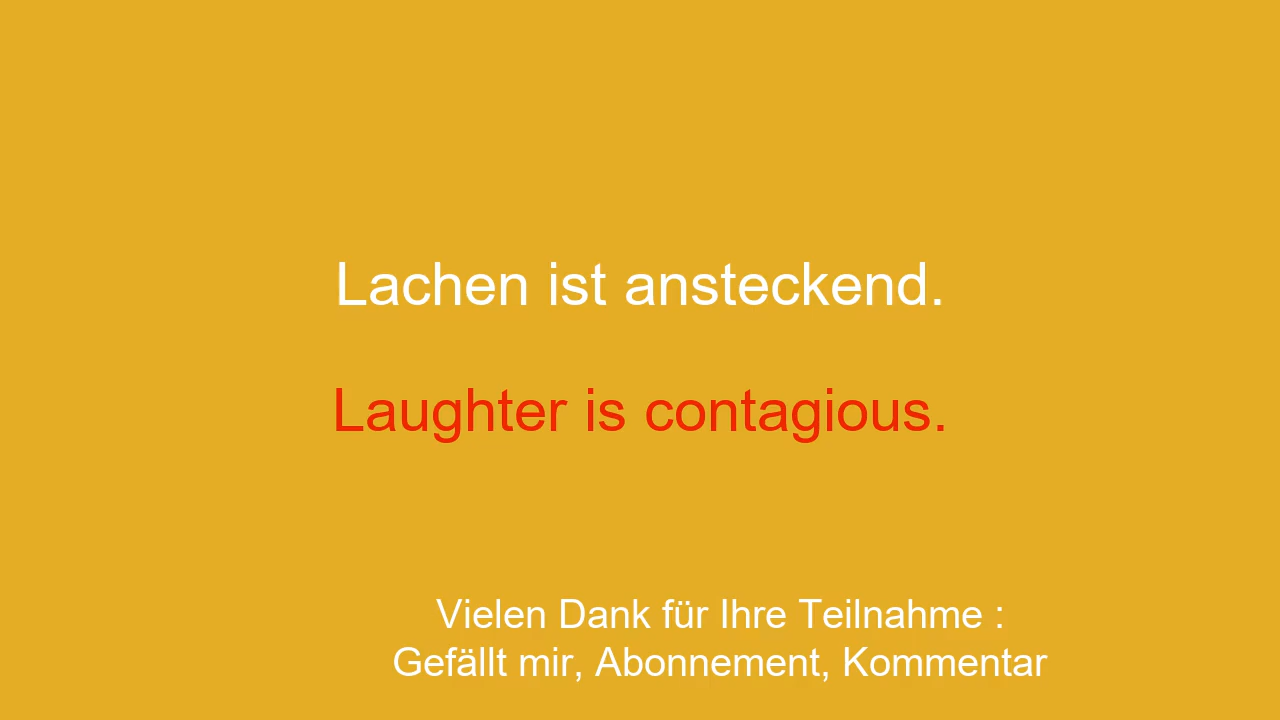 Lachen ist ansteckend.
Laughter is contagious.
Vielen Dank für Ihre Teilnahme :
Gefällt mir, Abonnement, Kommentar